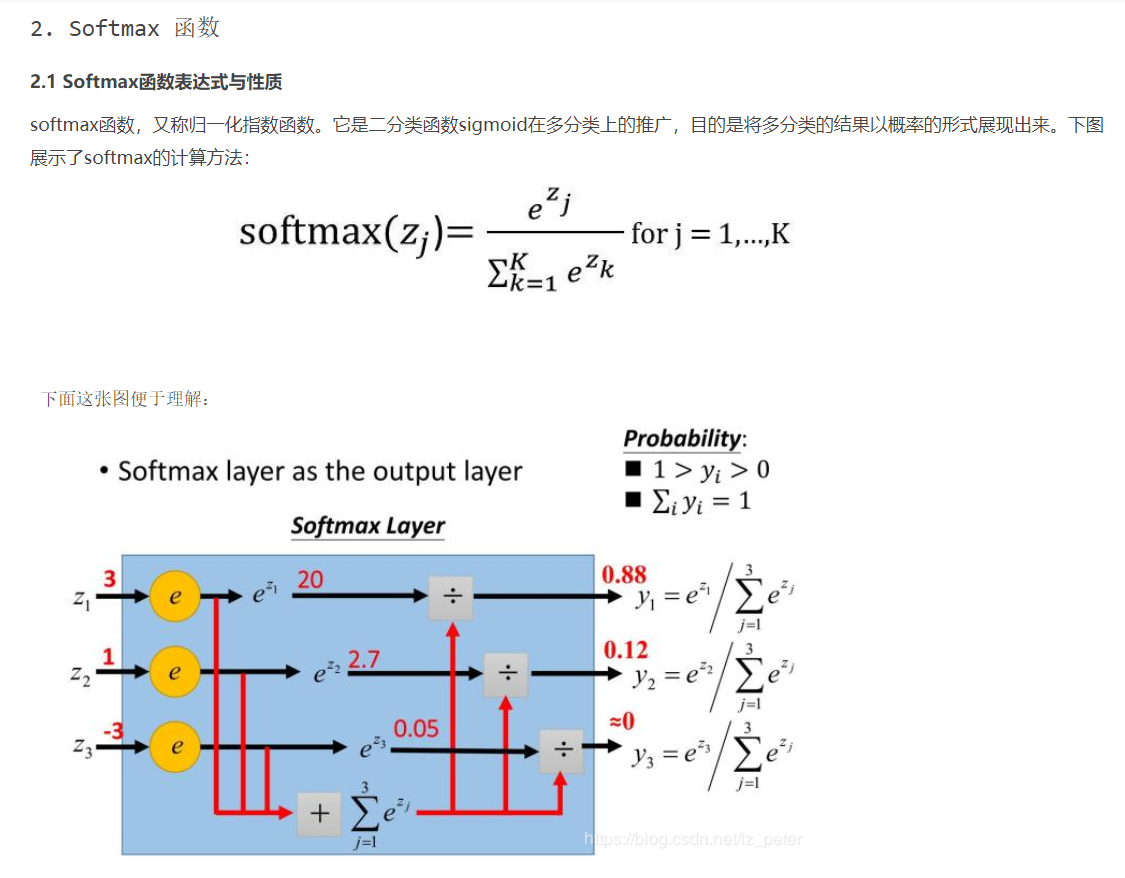 2. Softmax 函数
2.1 Softmax函数表达式与性质
softmax函数，又称归一化指数函数。它是二分类函数sigmoid在多分类上的推广，目的是将多分类的结果以概率的形式展现出来。下图
展示了softmax的计算方法：
softmax(z_j)= e^{z_j} / Σ_{k=1}^{K} e^{z_k} for j = 1,...,K
下面这张图便于理解：
Probability:
• Softmax layer as the output layer
■ 1 > y_i > 0
■ Σ_i y_i = 1
Softmax Layer
z_1 3 e e^{z_1} 20 ÷ 0.88 y_1 = e^{z_1} / Σ_{j=1}^{3} e^{z_j}
z_2 1 e e^{z_2} 2.7 ÷ 0.12 y_2 = e^{z_2} / Σ_{j=1}^{3} e^{z_j}
z_3 -3 e e^{z_3} 0.05 ÷ ≈0 y_3 = e^{z_3} / Σ_{j=1}^{3} e^{z_j}
+ Σ_{j=1}^{3} e^{z_j}
https://blog.csdn.net/lz_peter